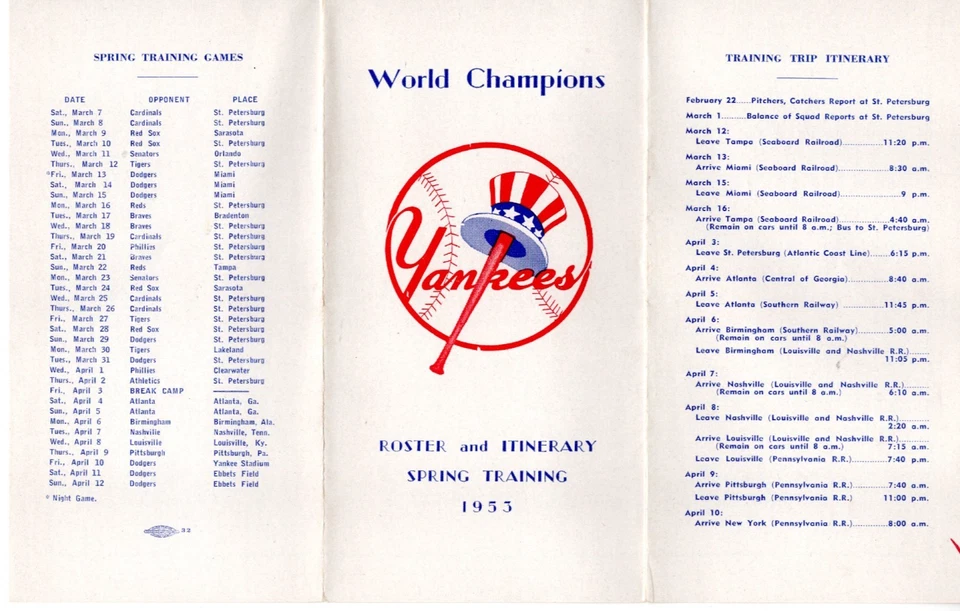 SPRING TRAINING GAMES
DATE OPPONENT PLACE
Sat., March 7 Cardinals St. Petersburg
Sun., March 8 Cardinals St. Petersburg
Mon., March 9 Red Sox Sarasota
Tues., March 10 Red Sox St. Petersburg
Wed., March 11 Senators Orlando
Thurs., March 12 Tigers St. Petersburg
*Fri., March 13 Dodgers Miami
Sat., March 14 Dodgers Miami
Sun., March 15 Dodgers Miami
Mon., March 16 Reds St. Petersburg
Tues., March 17 Braves Bradenton
Wed., March 18 Braves St. Petersburg
Thurs., March 19 Cardinals St. Petersburg
Fri., March 20 Phillies St. Petersburg
Sat., March 21 Braves St. Petersburg
Sun., March 22 Reds Tampa
Mon., March 23 Senators St. Petersburg
Tues., March 24 Red Sox Sarasota
Wed., March 25 Cardinals St. Petersburg
Thurs., March 26 Cardinals St. Petersburg
Fri., March 27 Tigers St. Petersburg
Sat., March 28 Red Sox St. Petersburg
Sun., March 29 Dodgers St. Petersburg
Mon., March 30 Tigers Lakeland
Tues., March 31 Dodgers St. Petersburg
Wed., April 1 Phillies Clearwater
Thurs., April 2 Athletics St. Petersburg
Fri., April 3 BREAK CAMP
Sat., April 4 Atlanta Atlanta, Ga.
Sun., April 5 Atlanta Atlanta, Ga.
Mon., April 6 Birmingham Birmingham, Ala.
Tues., April 7 Nashville Nashville, Tenn.
Wed., April 8 Louisville Louisville, Ky.
Thurs., April 9 Pittsburgh Pittsburgh, Pa.
Fri., April 10 Dodgers Yankee Stadium
Sat., April 11 Dodgers Ebbets Field
Sun., April 12 Dodgers Ebbets Field
* Night Game.
32
World Champions
Yankees
ROSTER and ITINERARY
SPRING TRAINING
1953
TRAINING TRIP ITINERARY
February 22.....Pitchers, Catchers Report at St. Petersburg
March 1.........Balance of Squad Reports at St. Petersburg
March 12:
Leave Tampa (Seaboard Railroad)..............11:20 p.m.
March 13:
Arrive Miami (Seaboard Railroad)...............8:30 a.m.
March 15:
Leave Miami (Seaboard Railroad)....................9 p.m.
March 16:
Arrive Tampa (Seaboard Railroad)...............4:40 a.m.
(Remain on cars until 8 a.m.; Bus to St. Petersburg)
April 3:
Leave St. Petersburg (Atlantic Coast Line).......6:15 p.m.
April 4:
Arrive Atlanta (Central of Georgia)..............8:40 a.m.
April 5:
Leave Atlanta (Southern Railway) ..............11:45 p.m.
April 6:
Arrive Birmingham (Southern Railway)...........5:00 a.m.
(Remain on cars until 8 a.m.)
Leave Birmingham (Louisville and Nashville R.R.).......
11:05 p.m.
April 7:
Arrive Nashville (Louisville and Nashville R.R.).........
(Remain on cars until 8 a.m.) 6:10 a.m.
April 8:
Leave Nashville (Louisville and Nashville R.R.)..........
2:20 a.m.
Arrive Louisville (Louisville and Nashville R.R.).........
(Remain on cars until 8 a.m.) 7:15 a.m.
Leave Louisville (Pennsylvania R.R.)............7:40 p.m.
April 9:
Arrive Pittsburgh (Pennsylvania R.R.)...........7:40 a.m.
Leave Pittsburgh (Pennsylvania R.R.) 11:00 p.m.
April 10:
Arrive New York (Pennsylvania R.R.).............8:00 a.m.